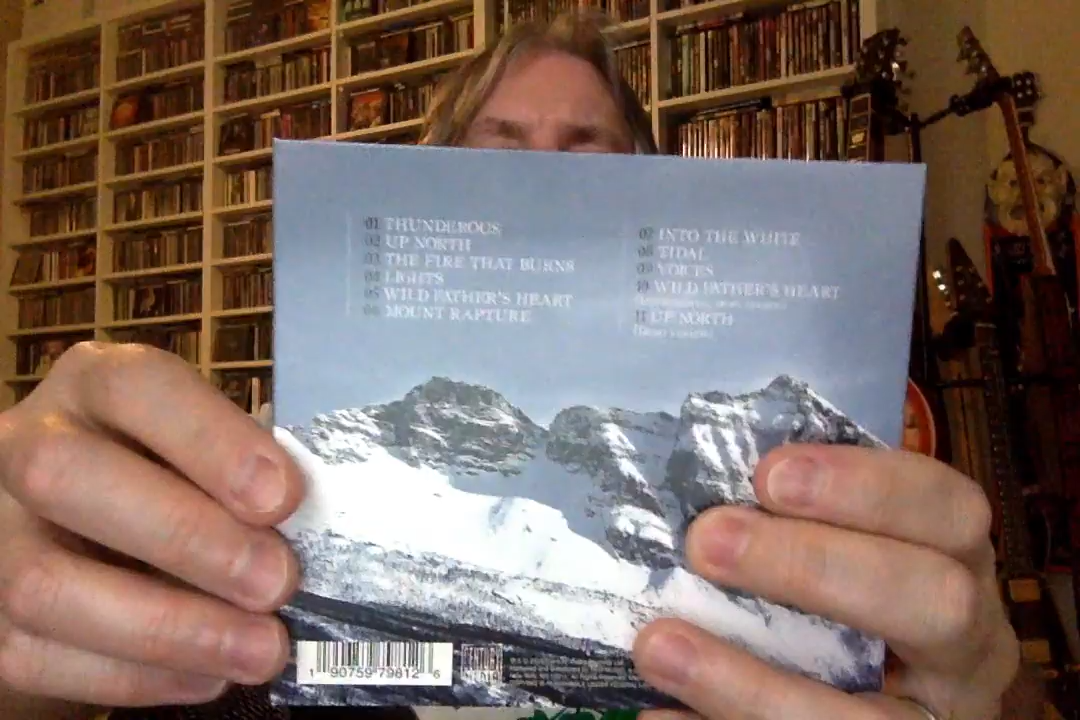 01 THUNDEROUS
02 UP NORTH
03 THE FIRE THAT BURNS
04 LIGHTS
05 WILD FATHER'S HEART
06 MOUNT RAPTURE
07 INTO THE WHITE
08 TIDAL
09 VOICES
10 WILD FATHER'S HEART
11 UP NORTH
1 90759 79812 6